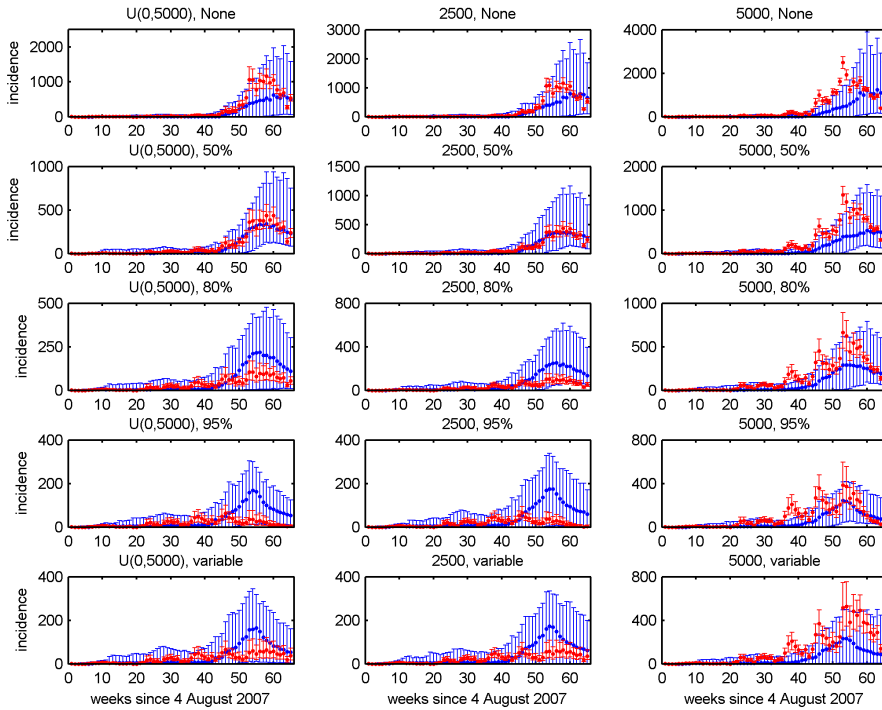 U(0,5000), None
2500, None
5000, None
incidence
2000
1000
0
3000
2000
1000
0
4000
2000
0
0 10 20 30 40 50 60
0 10 20 30 40 50 60
0 10 20 30 40 50 60
U(0,5000), 50%
2500, 50%
5000, 50%
incidence
1000
500
0
1500
1000
500
0
2000
1000
0
0 10 20 30 40 50 60
0 10 20 30 40 50 60
0 10 20 30 40 50 60
U(0,5000), 80%
2500, 80%
5000, 80%
incidence
500
250
0
800
400
0
1000
500
0
0 10 20 30 40 50 60
0 10 20 30 40 50 60
0 10 20 30 40 50 60
U(0,5000), 95%
2500, 95%
5000, 95%
incidence
400
200
0
400
200
0
800
400
0
0 10 20 30 40 50 60
0 10 20 30 40 50 60
0 10 20 30 40 50 60
U(0,5000), variable
2500, variable
5000, variable
incidence
400
200
0
400
200
0
800
400
0
0 10 20 30 40 50 60
0 10 20 30 40 50 60
0 10 20 30 40 50 60
weeks since 4 August 2007
weeks since 4 August 2007
weeks since 4 August 2007